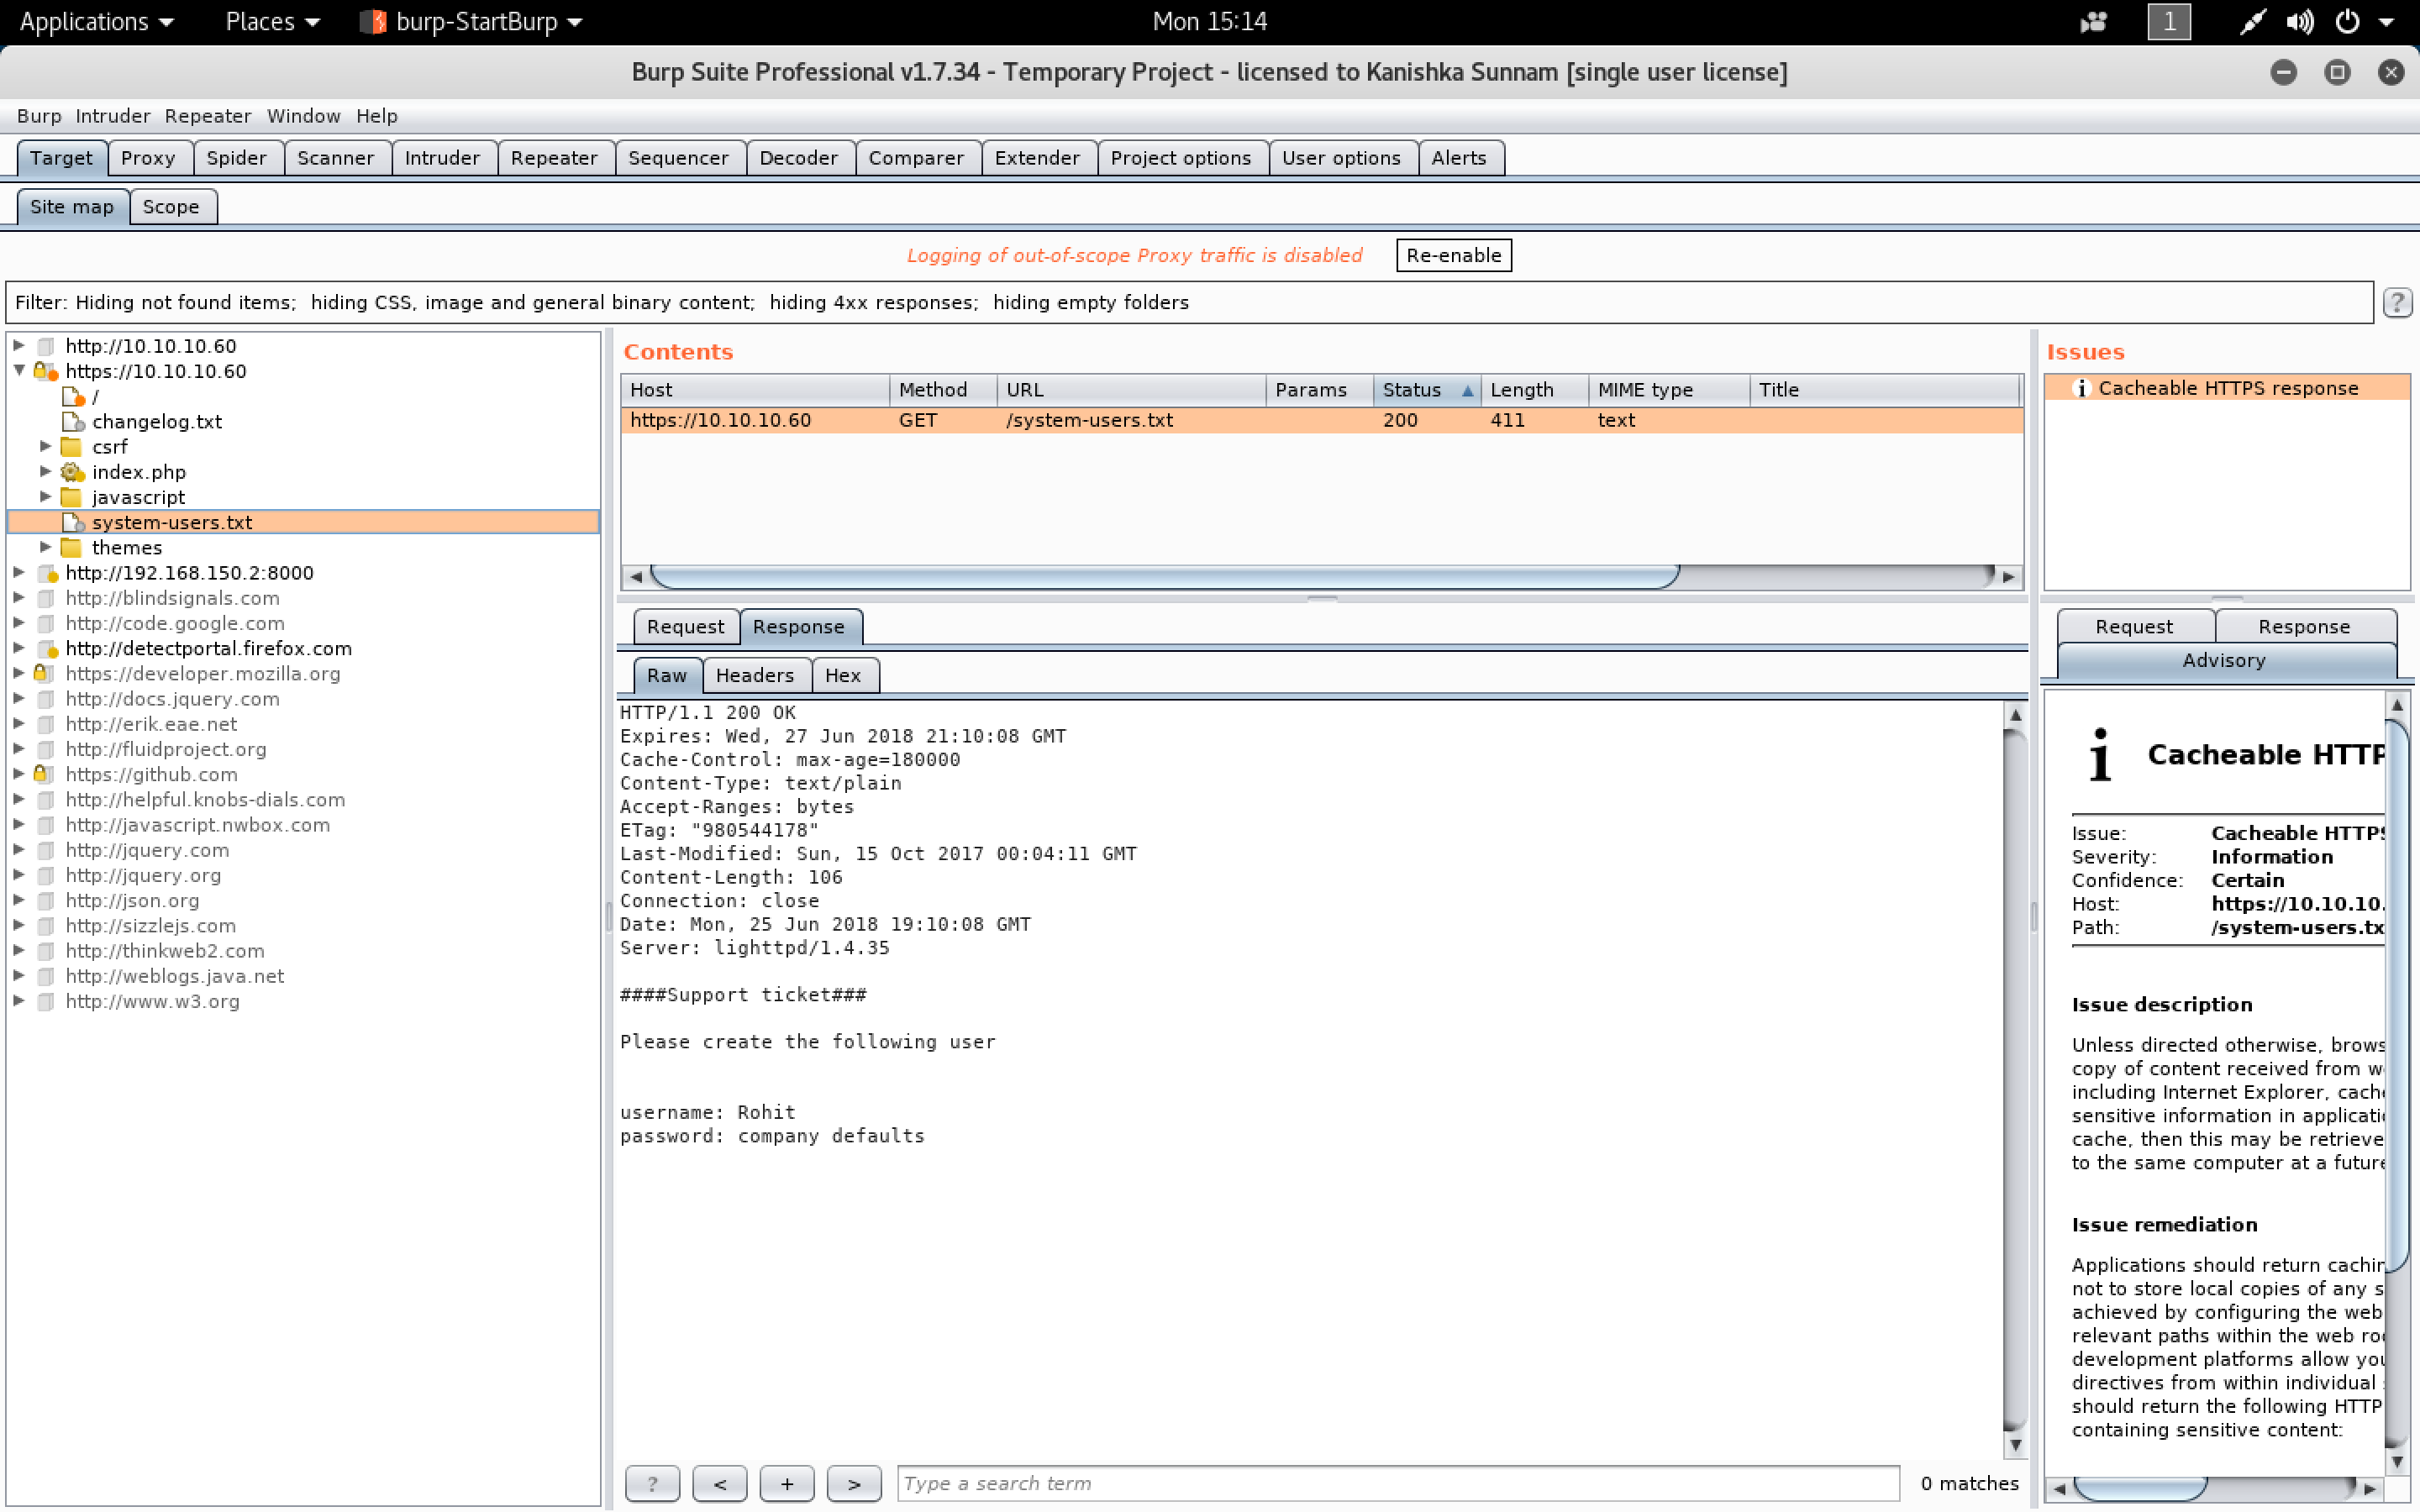 Applications Places burp-StartBurp Mon 15:14 1
Burp Suite Professional v1.7.34 - Temporary Project - licensed to Kanishka Sunnam [single user license]
Burp Intruder Repeater Window Help
Target Proxy Spider Scanner Intruder Repeater Sequencer Decoder Comparer Extender Project options User options Alerts
Site map Scope
Logging of out-of-scope Proxy traffic is disabled Re-enable
Filter: Hiding not found items; hiding CSS, image and general binary content; hiding 4xx responses; hiding empty folders ?
http://10.10.10.60
https://10.10.10.60
/
changelog.txt
csrf
index.php
javascript
system-users.txt
themes
http://192.168.150.2:8000
http://blindsignals.com
http://code.google.com
http://detectportal.firefox.com
https://developer.mozilla.org
http://docs.jquery.com
http://erik.eae.net
http://fluidproject.org
https://github.com
http://helpful.knobs-dials.com
http://javascript.nwbox.com
http://jquery.com
http://jquery.org
http://json.org
http://sizzlejs.com
http://thinkweb2.com
http://weblogs.java.net
http://www.w3.org
Contents
Host Method URL Params Status Length MIME type Title
https://10.10.10.60 GET /system-users.txt 200 411 text
Request Response
Raw Headers Hex
HTTP/1.1 200 OK
Expires: Wed, 27 Jun 2018 21:10:08 GMT
Cache-Control: max-age=180000
Content-Type: text/plain
Accept-Ranges: bytes
ETag: "980544178"
Last-Modified: Sun, 15 Oct 2017 00:04:11 GMT
Content-Length: 106
Connection: close
Date: Mon, 25 Jun 2018 19:10:08 GMT
Server: lighttpd/1.4.35
####Support ticket###
Please create the following user
username: Rohit
password: company defaults
? < + > Type a search term 0 matches
Issues
i Cacheable HTTPS response
Request Response
Advisory
i Cacheable HTTP
Issue: Cacheable HTTPS
Severity: Information
Confidence: Certain
Host: https://10.10.10.
Path: /system-users.tx
Issue description
Unless directed otherwise, brows
copy of content received from w
including Internet Explorer, cach
sensitive information in applicati
cache, then this may be retrieve
to the same computer at a future
Issue remediation
Applications should return cachin
not to store local copies of any s
achieved by configuring the web
relevant paths within the web ro
development platforms allow you
directives from within individual
should return the following HTTP
containing sensitive content: